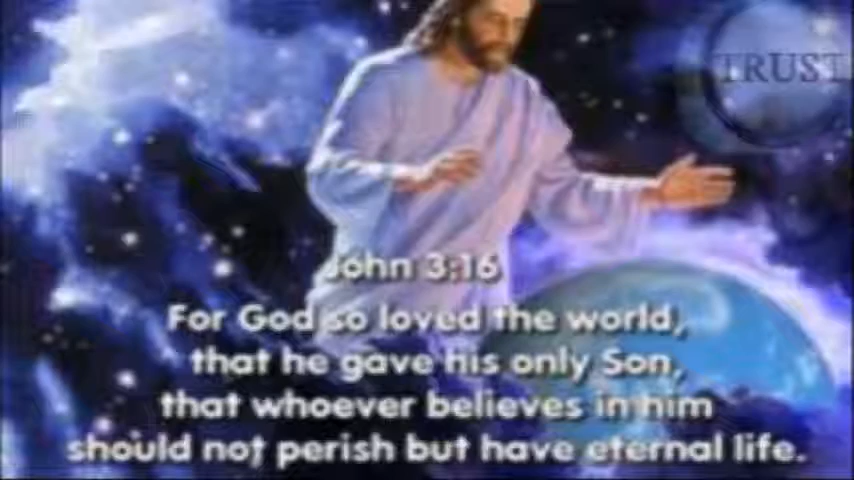 TRUST
John 3:16
For God so loved the world,
that he gave his only Son,
that whoever believes in him
should not perish but have eternal life.